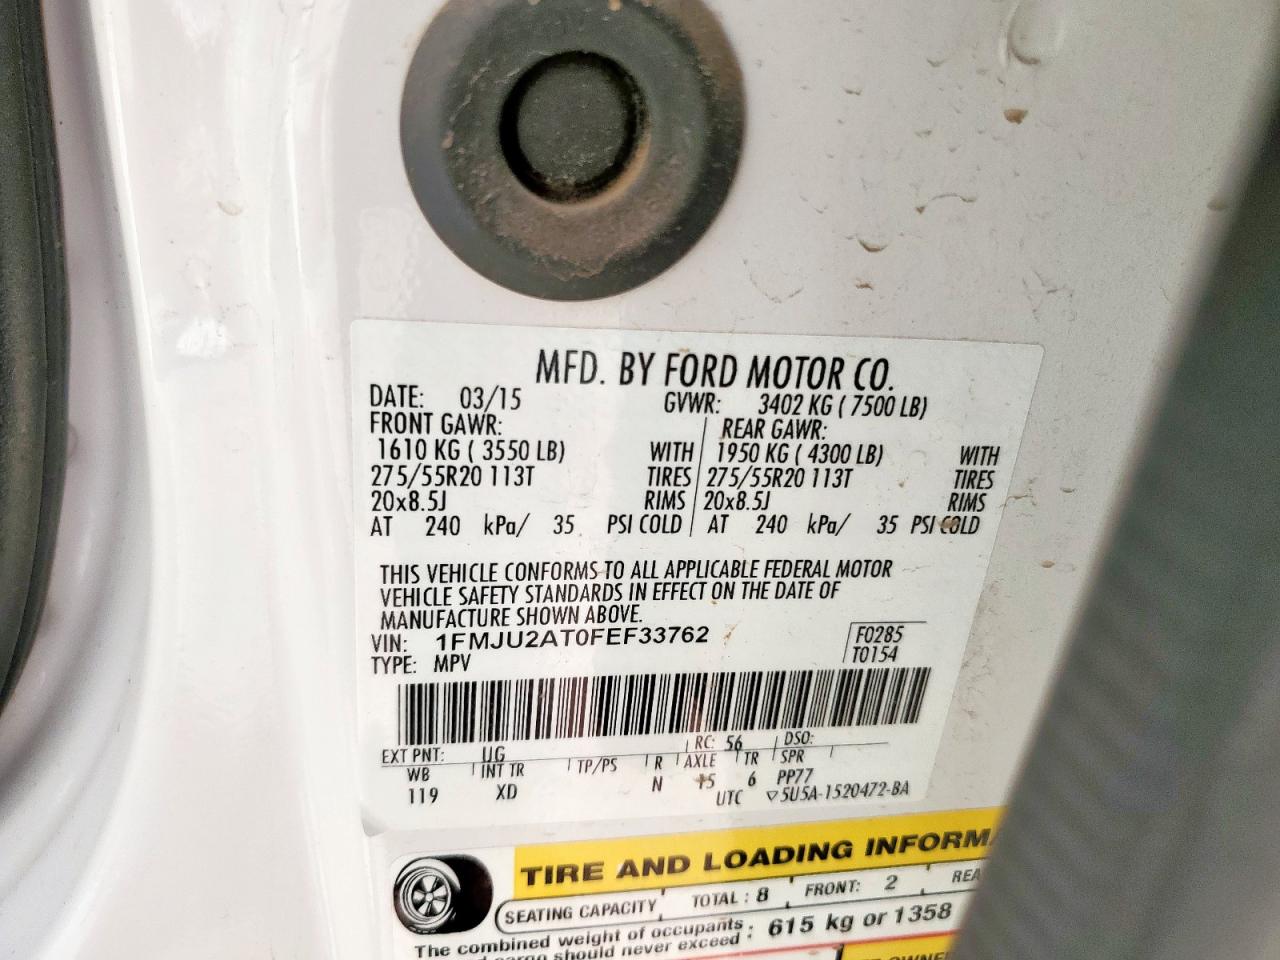 MFD. BY FORD MOTOR CO.
DATE: 03/15 GVWR: 3402 KG ( 7500 LB)
FRONT GAWR: REAR GAWR:
1610 KG ( 3550 LB) WITH 1950 KG ( 4300 LB) WITH
275/55R20 113T TIRES 275/55R20 113T TIRES
20x8.5J RIMS 20x8.5J RIMS
AT 240 kPa/ 35 PSI COLD AT 240 kPa/ 35 PSI COLD
THIS VEHICLE CONFORMS TO ALL APPLICABLE FEDERAL MOTOR
VEHICLE SAFETY STANDARDS IN EFFECT ON THE DATE OF
MANUFACTURE SHOWN ABOVE.
VIN: 1FMJU2AT0FEF33762 F0285
TYPE: MPV T0154
EXT PNT: UG RC: 56 DSO:
WB INT TR TP/PS R AXLE TR SPR
119 XD N 15 6 PP77
UTC ▽5U5A-1520472-BA
TIRE AND LOADING
SEATING CAPACITY TOTAL : 8 FRONT: 2
The combined weight of occupants : 615 kg or 1358
cargo should never exceed